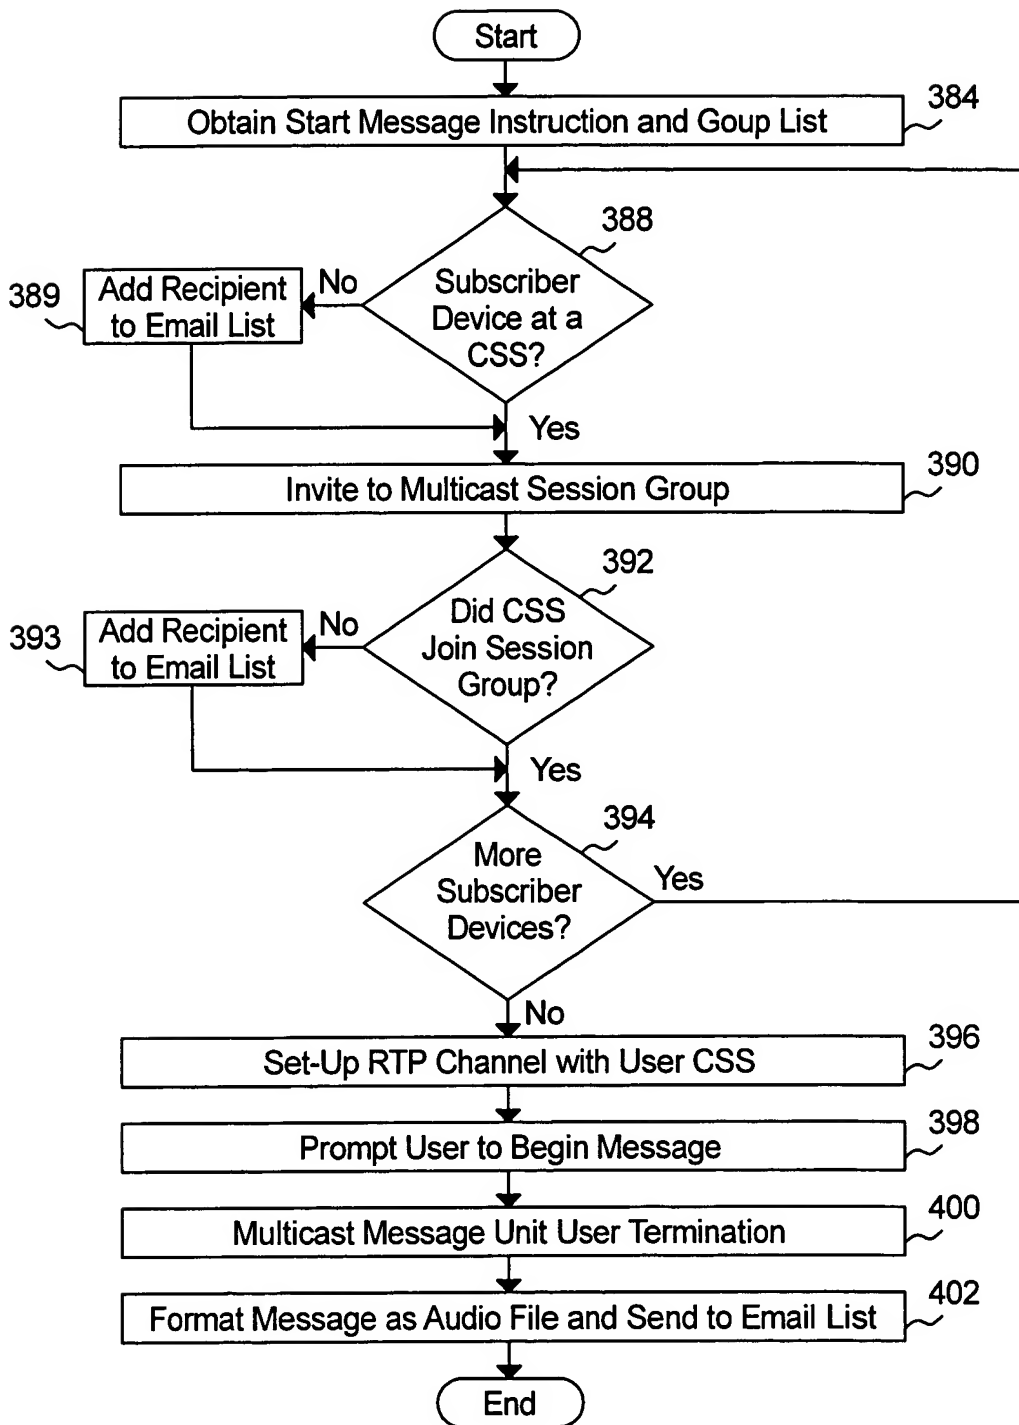 Start
Obtain Start Message Instruction and Goup List
384
388
Subscriber
Device at a
CSS?
No
389
Add Recipient
to Email List
Yes
Invite to Multicast Session Group
390
392
Did CSS
Join Session
Group?
No
393
Add Recipient
to Email List
Yes
394
More
Subscriber
Devices?
Yes
No
Set-Up RTP Channel with User CSS
396
Prompt User to Begin Message
398
Multicast Message Unit User Termination
400
Format Message as Audio File and Send to Email List
402
End